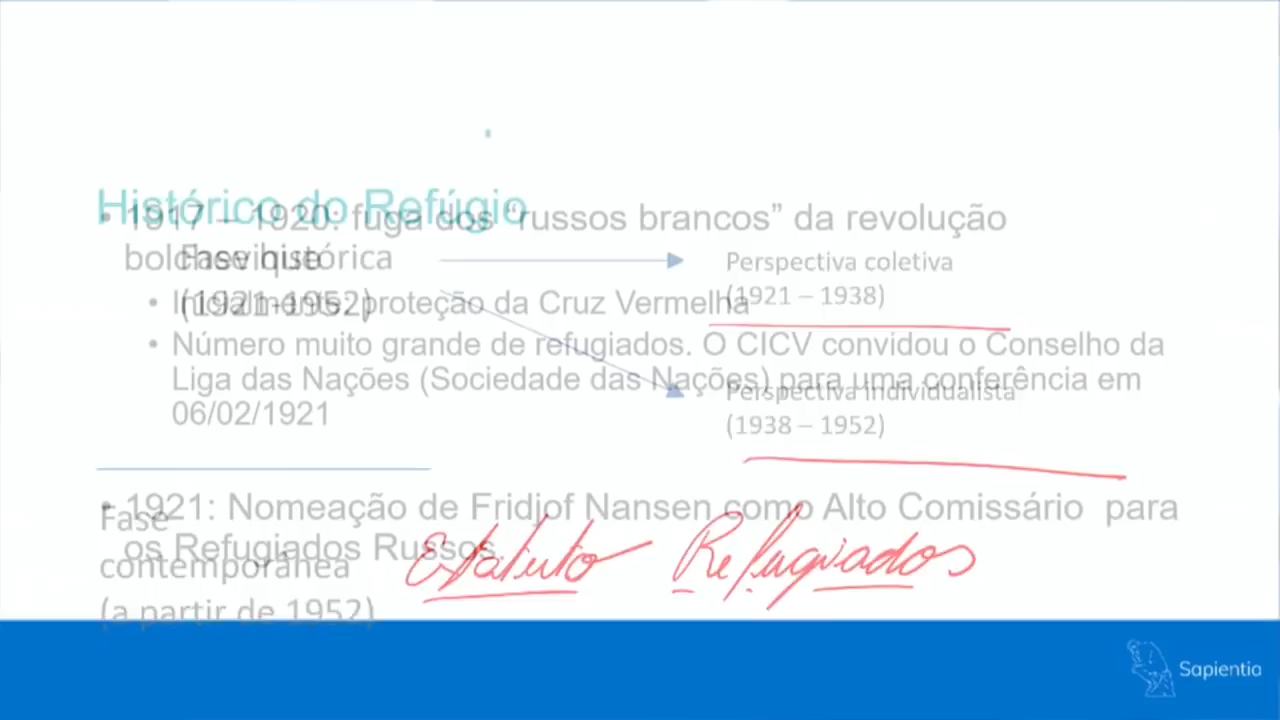 Histórico do Refúgio
• 1917 – 1920: fuga dos “russos brancos” da revolução
bolchevique
Fase histórica
(1921-1952)
Perspectiva coletiva
(1921 – 1938)
• Inicialmente: proteção da Cruz Vermelha
• Número muito grande de refugiados. O CICV convidou o Conselho da
Liga das Nações (Sociedade das Nações) para uma conferência em
06/02/1921
Perspectiva individualista
(1938 – 1952)
• 1921: Nomeação de Fridjof Nansen como Alto Comissário para
os Refugiados Russos
Fase
contemporânea
(a partir de 1952)
Estatuto Refugiados
Sapientia